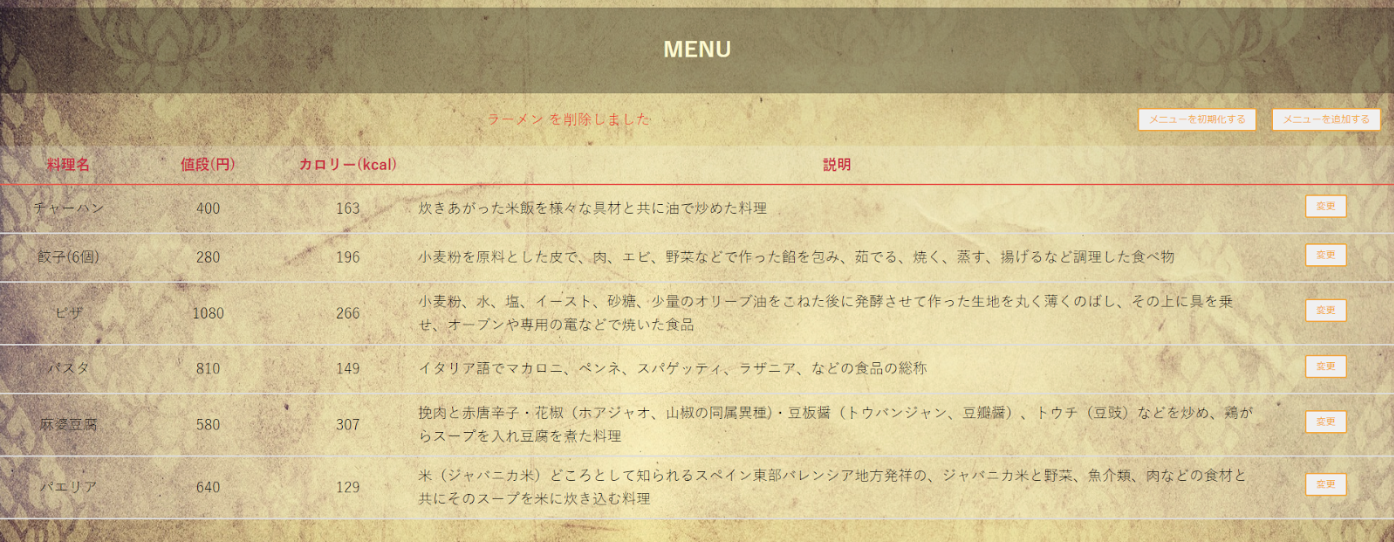 MENU
ラーメン を削除しました
メニューを初期化する
メニューを追加する
料理名 値段(円) カロリー(kcal) 説明
チャーハン 400 163 炊きあがった米飯を様々な具材と共に油で炒めた料理 変更
餃子(6個) 280 196 小麦粉を原料とした皮で、肉、エビ、野菜などで作った餡を包み、茹でる、焼く、蒸す、揚げるなど調理した食べ物 変更
ピザ 1080 266 小麦粉、水、塩、イースト、砂糖、少量のオリーブ油をこねた後に発酵させて作った生地を丸く薄くのばし、その上に具を乗
せ、オーブンや専用の竃などで焼いた食品 変更
パスタ 810 149 イタリア語でマカロニ、ペンネ、スパゲッティ、ラザニア、などの食品の総称 変更
麻婆豆腐 580 307 挽肉と赤唐辛子・花椒（ホアジャオ、山椒の同属異種）・豆板醤（トウバンジャン、豆瓣醤）、トウチ（豆豉）などを炒め、鶏が
らスープを入れ豆腐を煮た料理 変更
パエリア 640 129 米（ジャバニカ米）どころとして知られるスペイン東部バレンシア地方発祥の、ジャバニカ米と野菜、魚介類、肉などの食材と
共にそのスープを米に炊き込む料理 変更